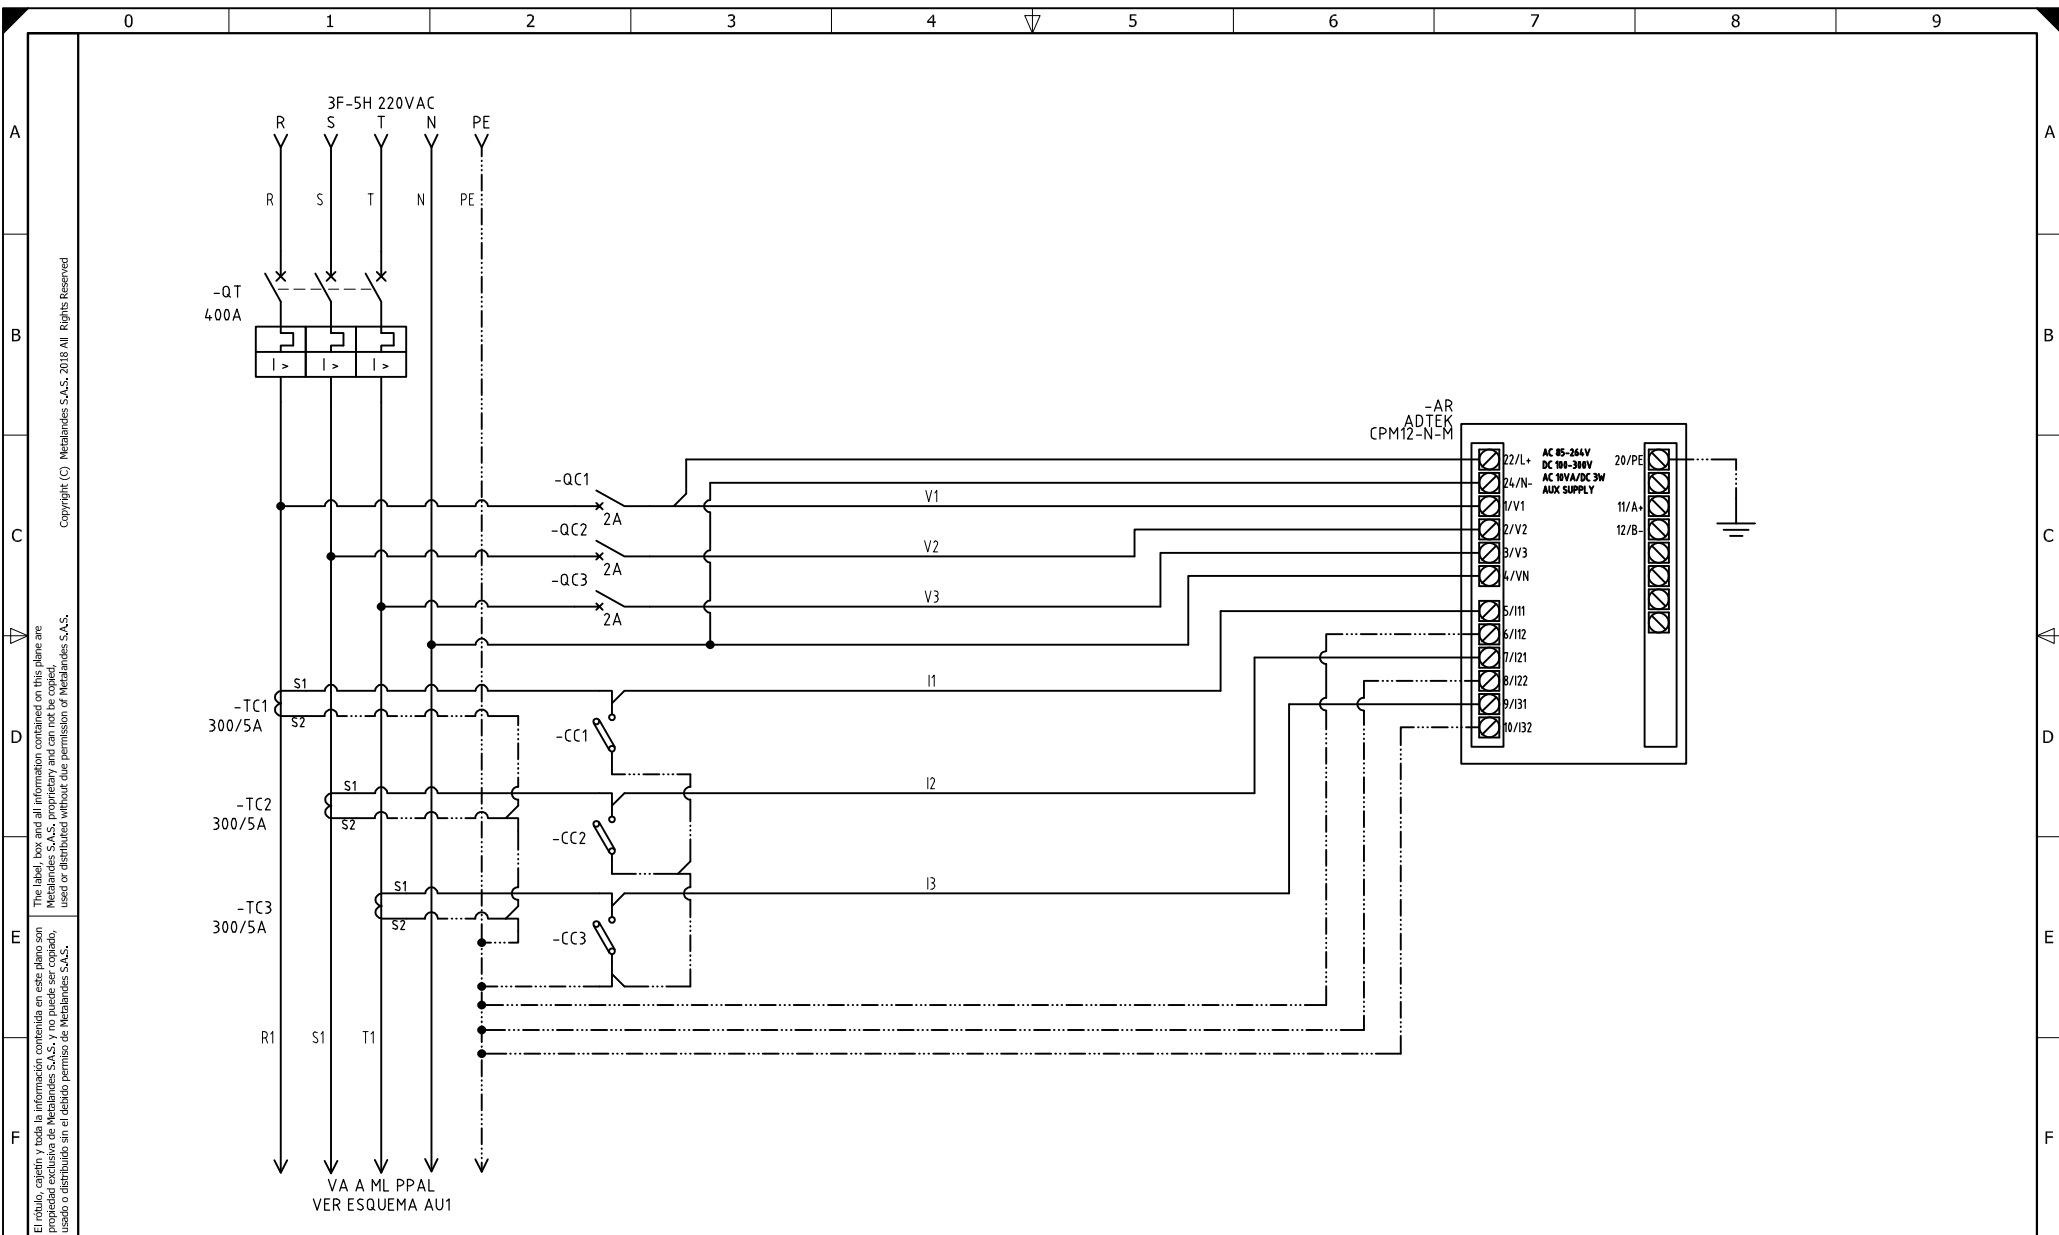 0 1 2 3 4 5 6 7 8 9
3F-5H 220VAC
R S T N PE
A A
R S T N PE
-QT
400A
B B
I > I > I >
-AR
ADTEK
CPM12-N-M
22/L+ AC 85-264V 20/PE
DC 100-300V
AC 10VA/DC 3W
24/N- AUX SUPPLY
-QC1
V1
1/V1 11/A+
2A
-QC2
2/V2 12/B-
C C
V2
3/V3
2A
4/VN
-QC3
V3
5/I11
2A
6/I12
7/I21
S1 I1 8/I22
-TC1
300/5A S2
9/I31
10/I32
D -CC1 D
S1 I2
-TC2
300/5A S2
-CC2
S1 I3
-TC3
300/5A S2
E -CC3 E
R1 S1 T1
F F
VA A ML PPAL
VER ESQUEMA AU1
Copyright (C) Metalandes S.A.S. 2018 All Rights Reserved
The label, box and all information contained on this plane are
Metalandes S.A.S. proprietary and can not be copied,
used or distributed without due permission of Metalandes S.A.S.
El rótulo, cajetín y toda la información contenida en este plano son
propiedad exclusiva de Metalandes S.A.S. y no puede ser copiado,
usado o distribuido sin el debido permiso de Metalandes S.A.S.